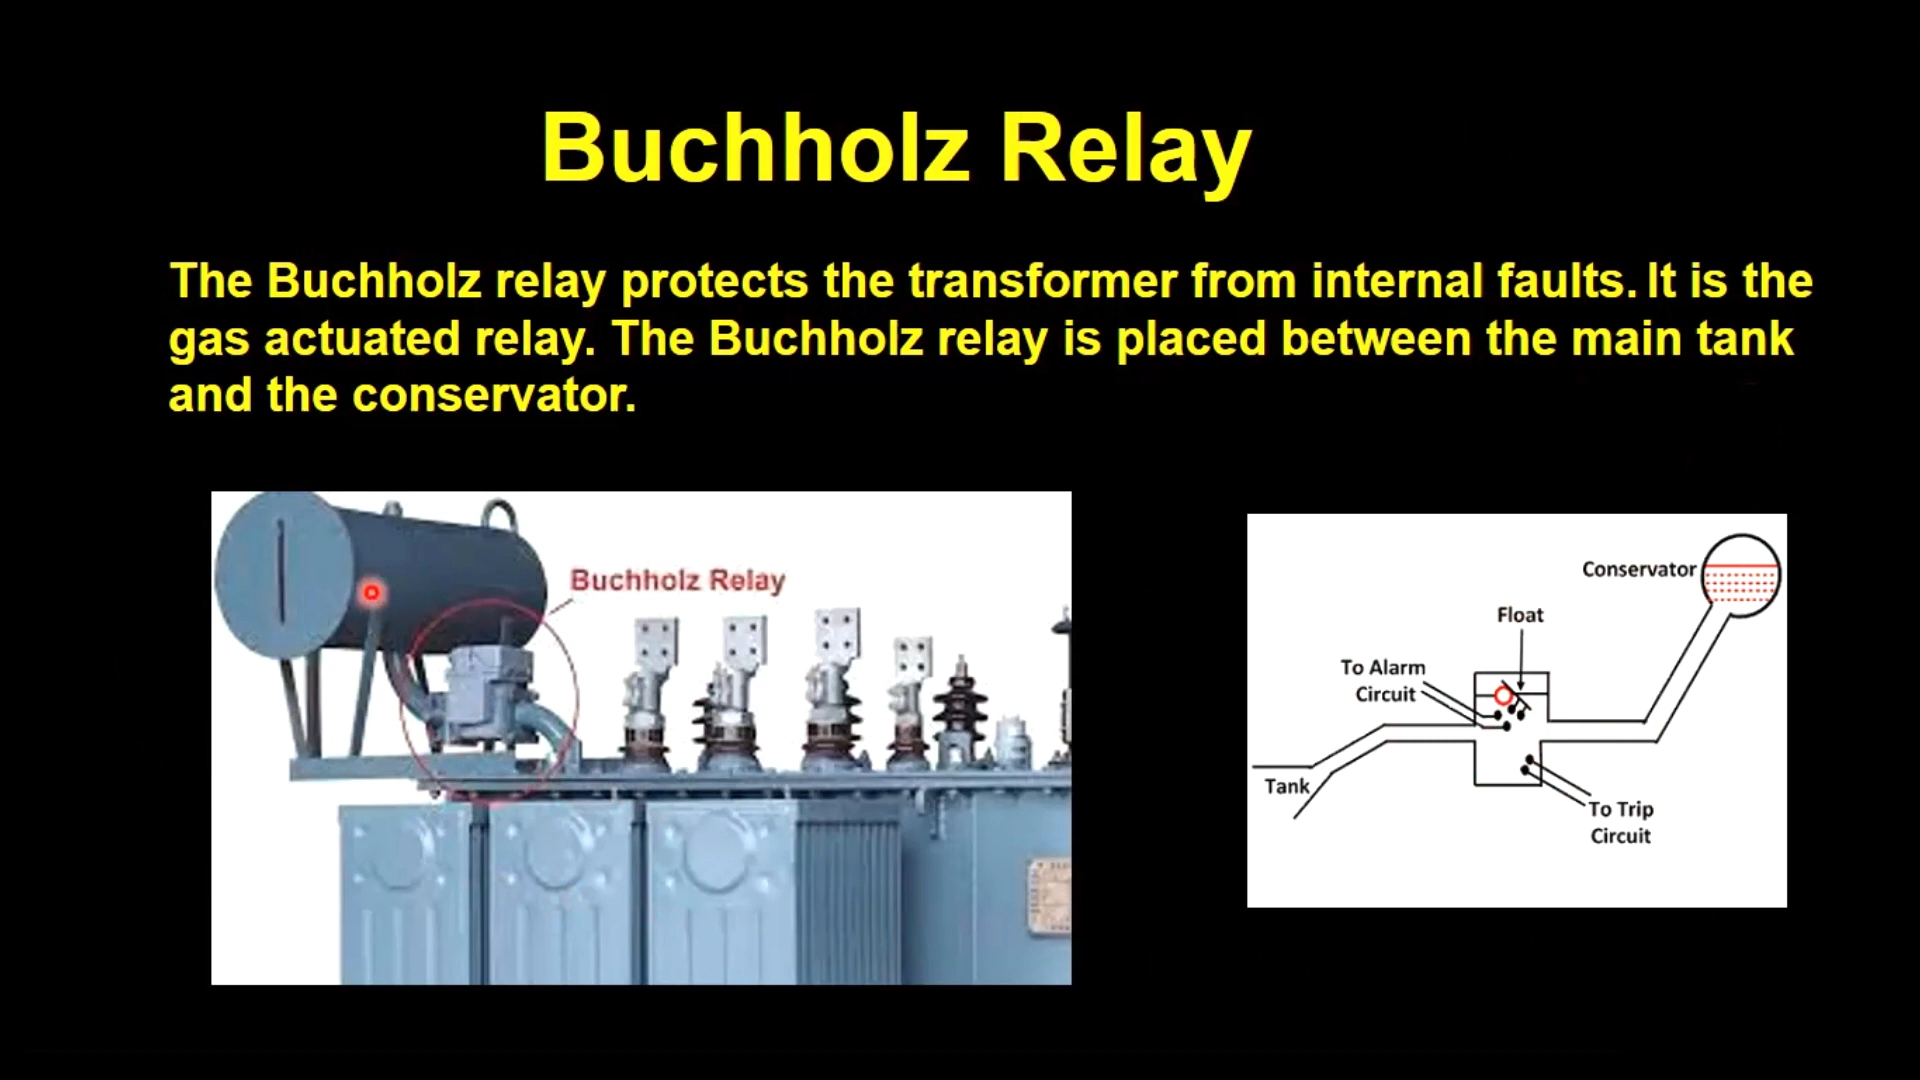 Buchholz Relay
The Buchholz relay protects the transformer from internal faults. It is the
gas actuated relay. The Buchholz relay is placed between the main tank
and the conservator.
Buchholz Relay
Conservator
Float
To Alarm
Circuit
Tank
To Trip
Circuit